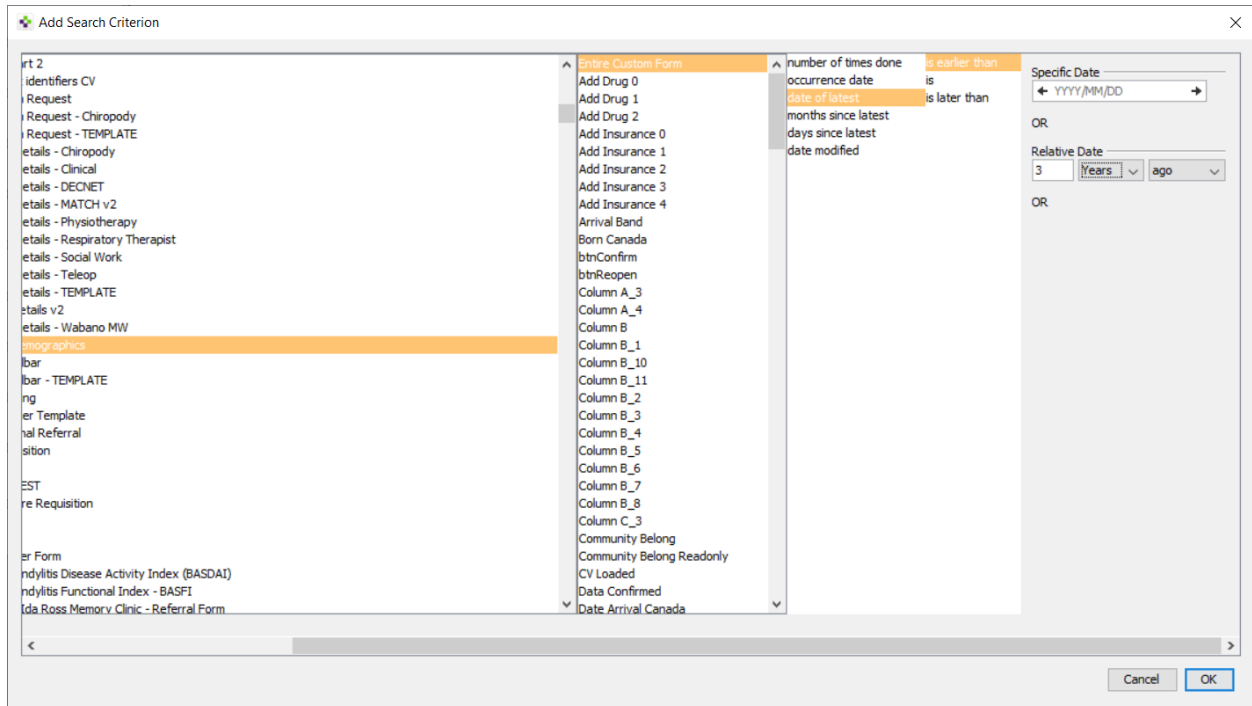 Add Search Criterion
rt 2
identifiers CV
Request
Request - Chiropody
Request - TEMPLATE
etails - Chiropody
etails - Clinical
etails - DECNET
etails - MATCH v2
etails - Physiotherapy
etails - Respiratory Therapist
etails - Social Work
etails - Teleop
etails - TEMPLATE
etails v2
etails - Wabano MW
emographics
lbar
lbar - TEMPLATE
ng
er Template
nal Referral
sition
EST
re Requisition
er Form
ndylitis Disease Activity Index (BASDAI)
ndylitis Functional Index - BASFI
Ida Ross Memory Clinic - Referral Form
Entire Custom Form
Add Drug 0
Add Drug 1
Add Drug 2
Add Insurance 0
Add Insurance 1
Add Insurance 2
Add Insurance 3
Add Insurance 4
Arrival Band
Born Canada
btnConfirm
btnReopen
Column A_3
Column A_4
Column B
Column B_1
Column B_10
Column B_11
Column B_2
Column B_3
Column B_4
Column B_5
Column B_6
Column B_7
Column B_8
Column C_3
Community Belong
Community Belong Readonly
CV Loaded
Data Confirmed
Date Arrival Canada
number of times done
occurrence date
date of latest
months since latest
days since latest
date modified
is earlier than
is
is later than
Specific Date
YYYY/MM/DD
OR
Relative Date
3 Years ago
OR
Cancel OK